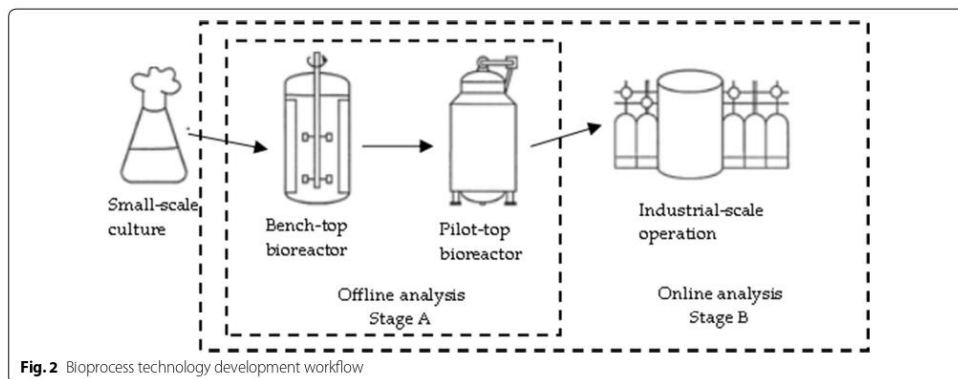 Small-scale
culture
Bench-top
bioreactor
Pilot-top
bioreactor
Industrial-scale
operation
Offline analysis
Stage A
Online analysis
Stage B
Fig. 2 Bioprocess technology development workflow